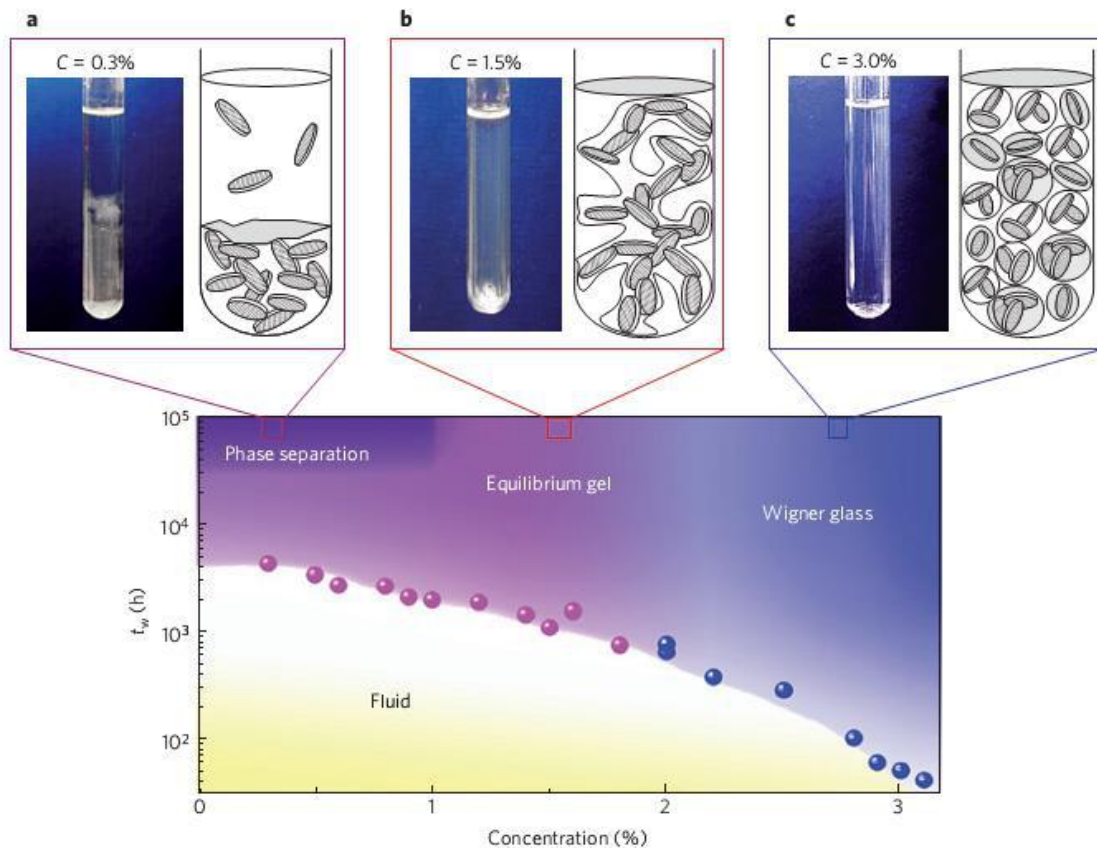 a
b
c
C = 0.3%
C = 1.5%
C = 3.0%
10⁵
Phase separation
Equilibrium gel
Wigner glass
10⁴
t_w (h)
10³
Fluid
10²
0
1
2
3
Concentration (%)